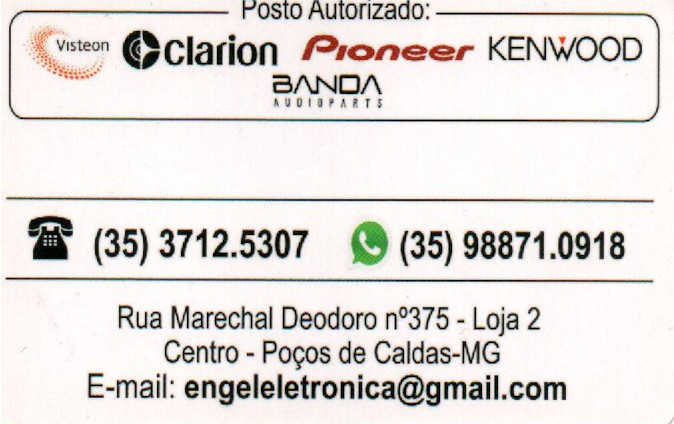 Posto Autorizado:
Visteon Clarion Pioneer KENWOOD
BANDA
AUDIOPARTS
(35) 3712.5307 (35) 98871.0918
Rua Marechal Deodoro nº375 - Loja 2
Centro - Poços de Caldas-MG
E-mail: engeleletronica@gmail.com